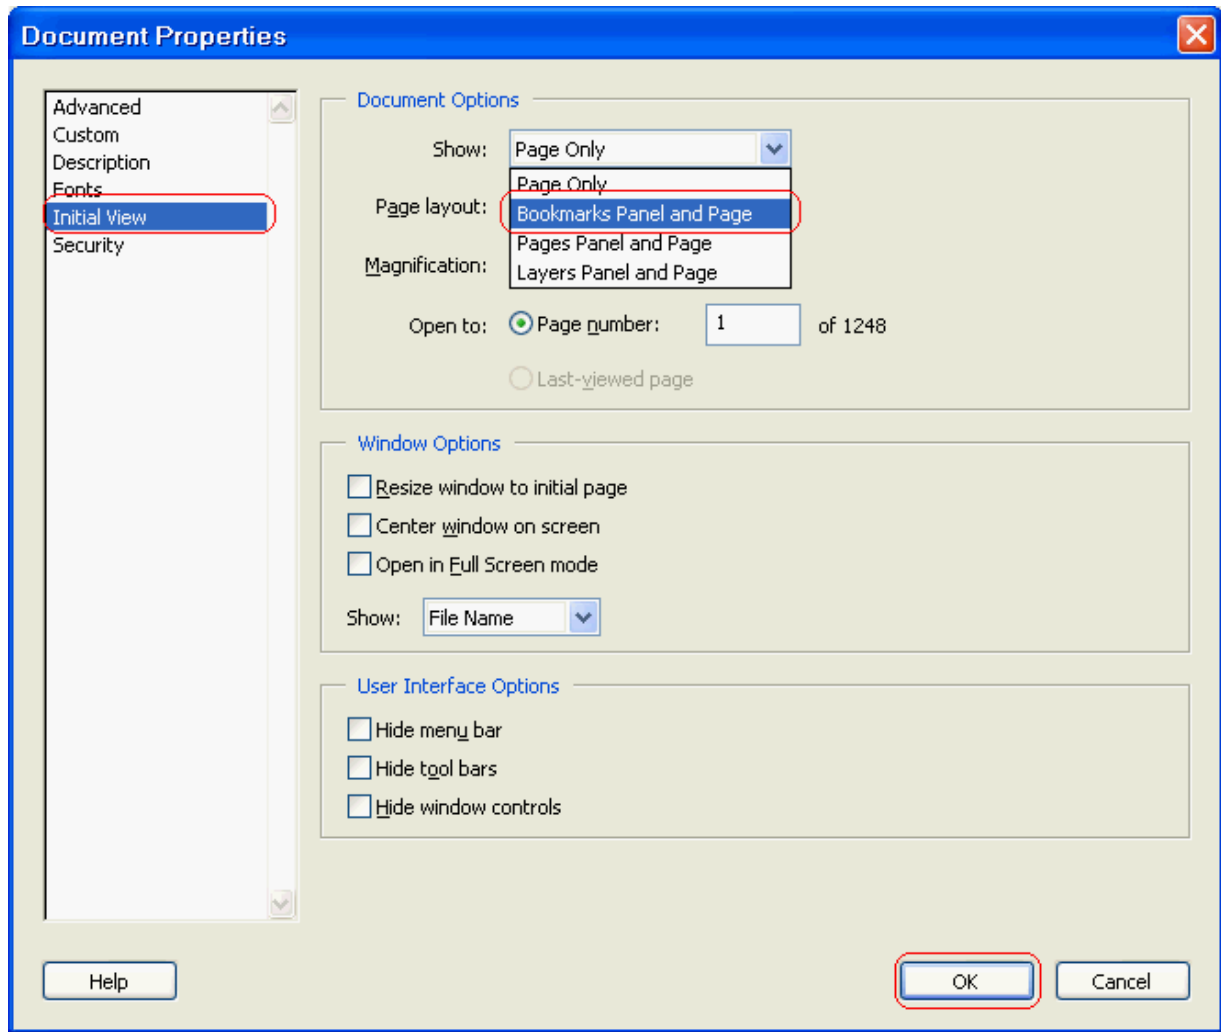 Document Properties
Advanced
Custom
Description
Fonts
Initial View
Security
Document Options
Show: Page Only
Page Only
Page layout: Bookmarks Panel and Page
Pages Panel and Page
Magnification: Layers Panel and Page
Open to: Page number: 1 of 1248
Last-viewed page
Window Options
Resize window to initial page
Center window on screen
Open in Full Screen mode
Show: File Name
User Interface Options
Hide menu bar
Hide tool bars
Hide window controls
Help OK Cancel